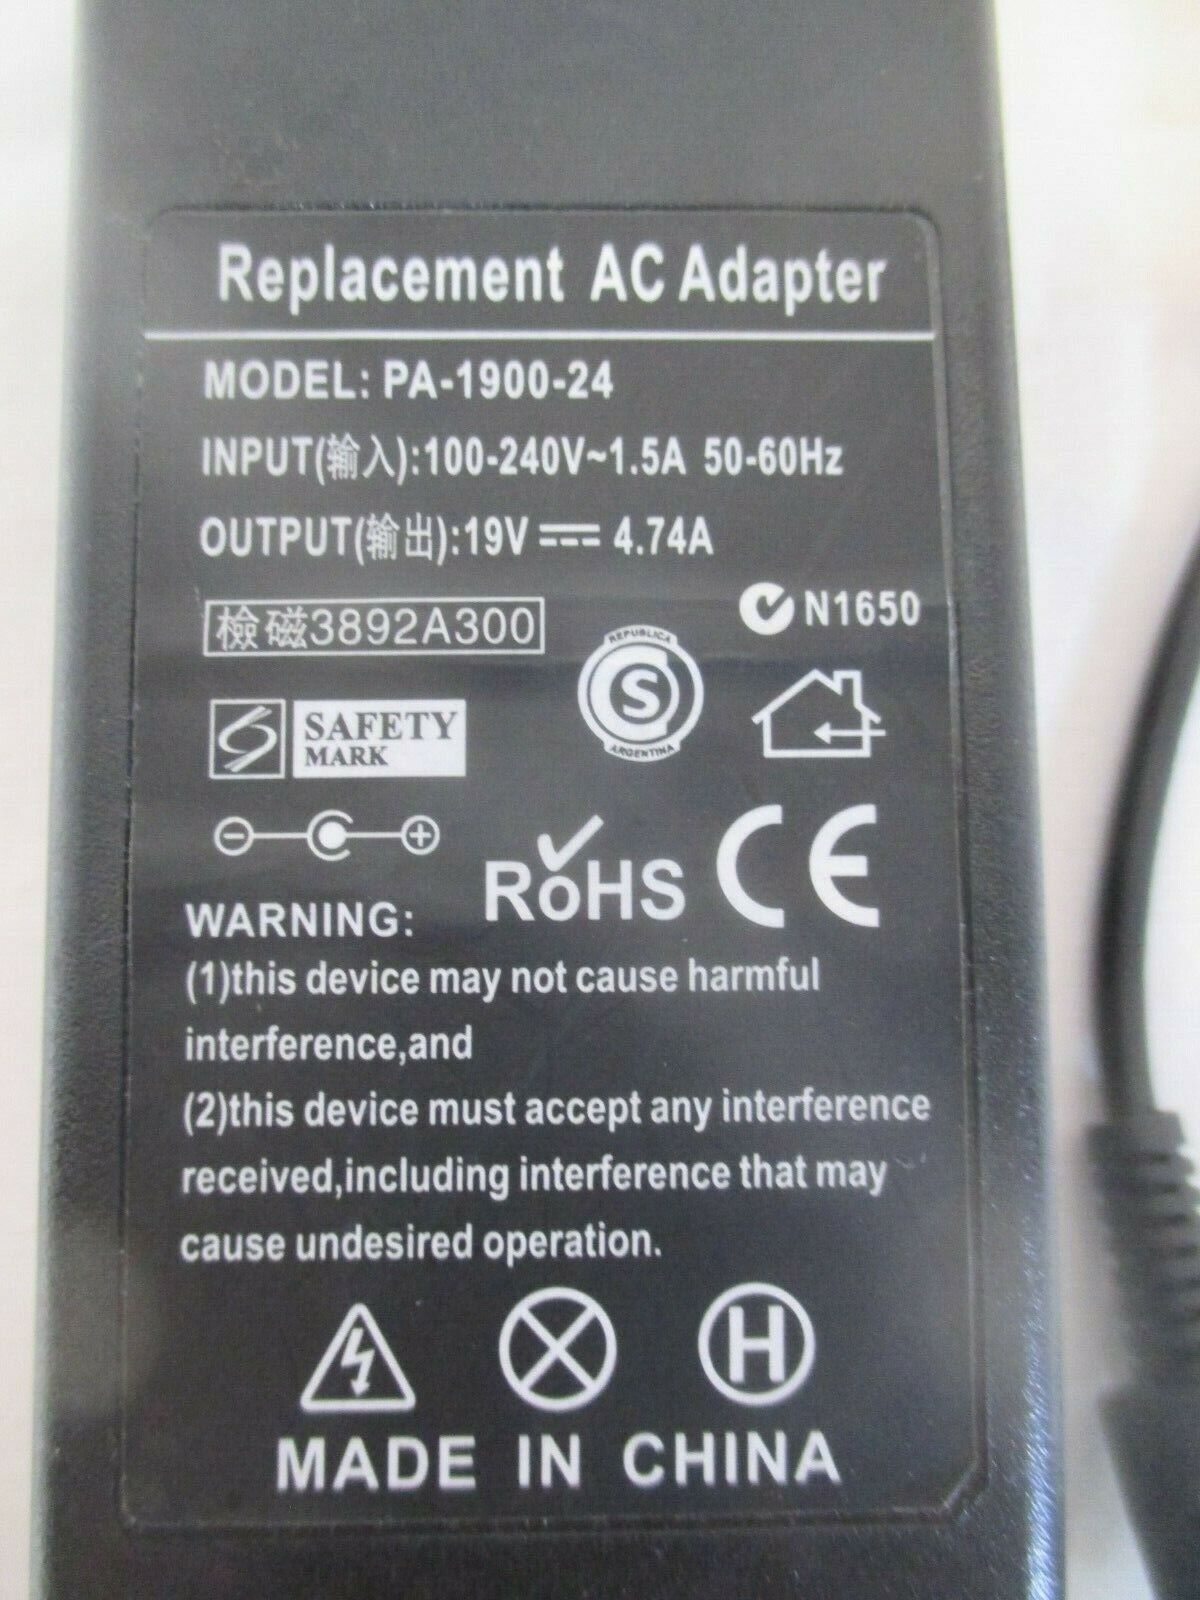 Replacement AC Adapter
MODEL: PA-1900-24
INPUT(输入):100-240V~1.5A 50-60Hz
OUTPUT(输出):19V ⎓ 4.74A
N1650
檢磁3892A300
REPUBLICA
S
ARGENTINA
S SAFETY
MARK
- +
RoHS CE
WARNING:
(1)this device may not cause harmful
interference,and
(2)this device must accept any interference
received,including interference that may
cause undesired operation.
H
MADE IN CHINA